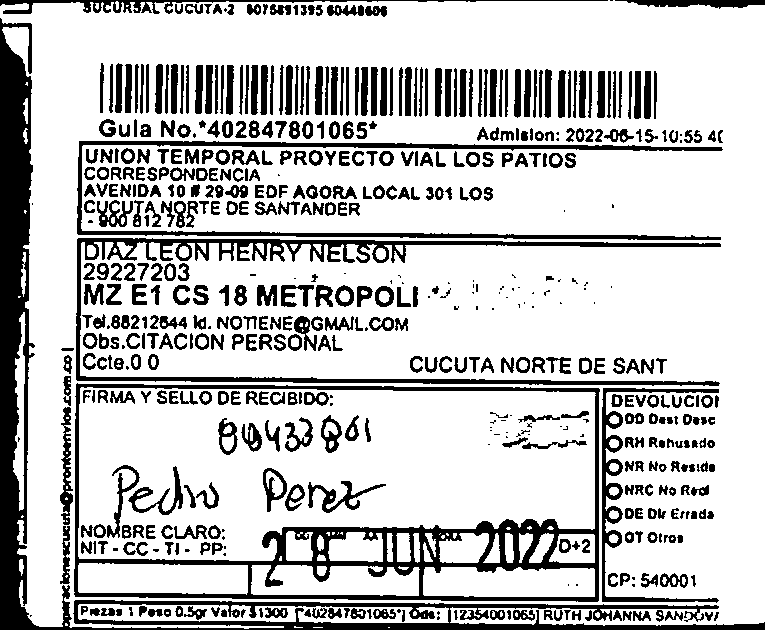 SUCURSAL CUCUTA-2 6075891395 60448606
Guia No.*402847801065*
Admision: 2022-06-15-10:55 40
UNION TEMPORAL PROYECTO VIAL LOS PATIOS
CORRESPONDENCIA
AVENIDA 10 # 29-09 EDF AGORA LOCAL 301 LOS
CUCUTA NORTE DE SANTANDER
- 900 812 782
DIAZ LEON HENRY NELSON
29227203
MZ E1 CS 18 METROPOLI
Tel.88212844 Id. NOTIENE@GMAIL.COM
Obs.CITACION PERSONAL
Ccte.0 0
CUCUTA NORTE DE SANT
operacionescucuta@prontoenvios.com.co
FIRMA Y SELLO DE RECIBIDO:
Pedro Perez
NOMBRE CLARO:
NIT - CC - TI - PP:
28 JUN 2022
D+2
DEVOLUCIO
DD Dest Desc
RH Rehusado
NR No Reside
NRC No Recl
DE Dir Errada
OT Otros
CP: 540001
Piezas 1 Peso 0.5gr Valor $1300 [*402847801065*] Ods: [12354001065] RUTH JOHANNA SANDOVA